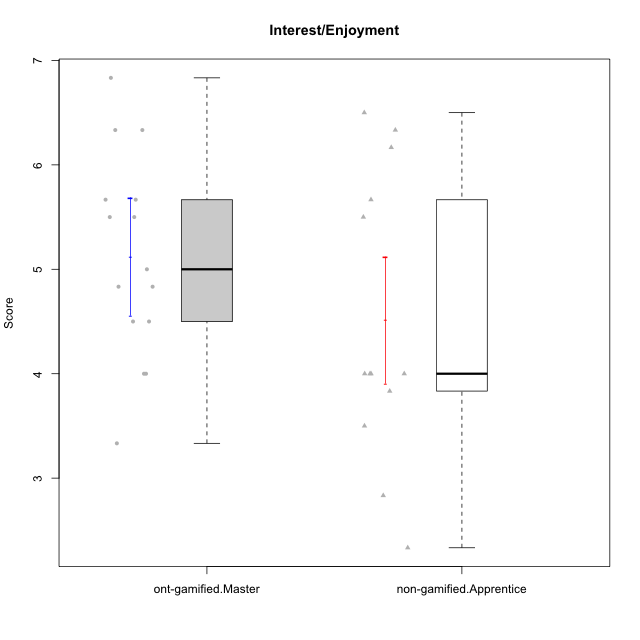 Interest/Enjoyment
7
6
5
4
3
Score
ont-gamified.Master
non-gamified.Apprentice